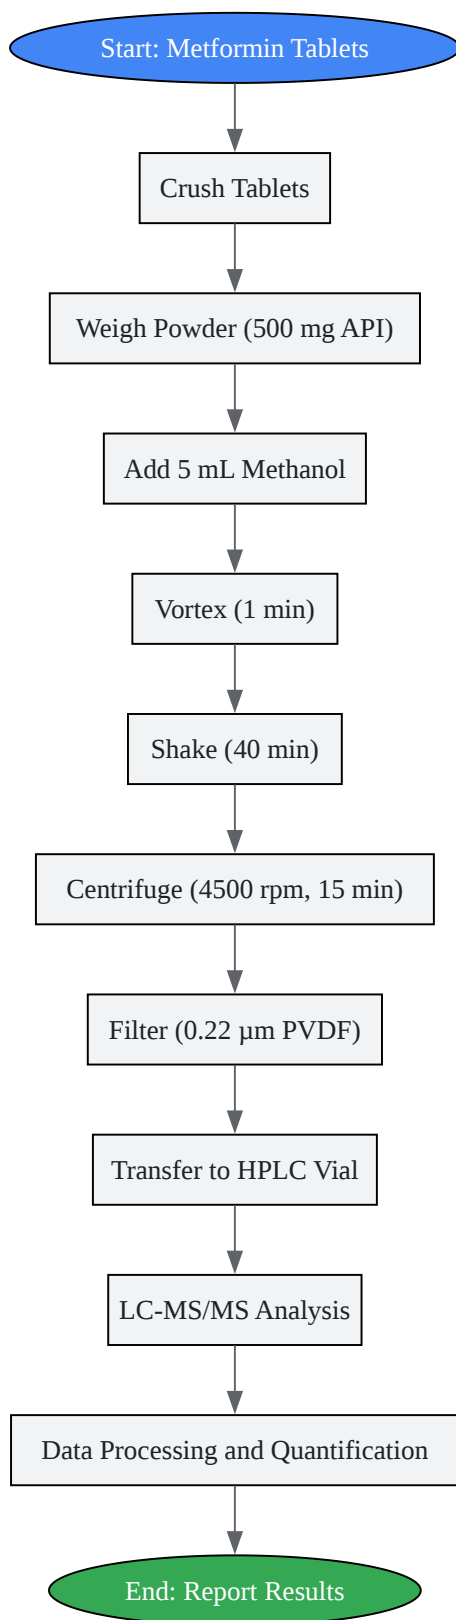 Start: Metformin Tablets
Crush Tablets
Weigh Powder (500 mg API)
Add 5 mL Methanol
Vortex (1 min)
Shake (40 min)
Centrifuge (4500 rpm, 15 min)
Filter (0.22 µm PVDF)
Transfer to HPLC Vial
LC-MS/MS Analysis
Data Processing and Quantification
End: Report Results